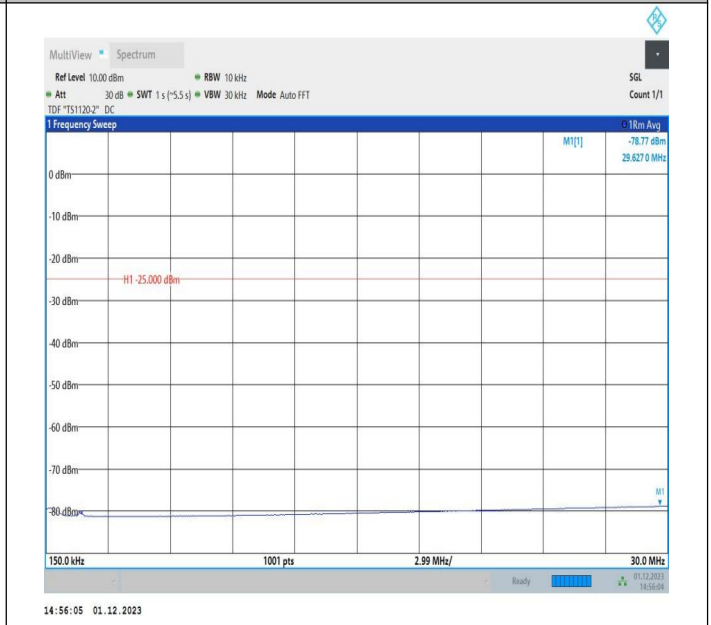 MultiView Spectrum
Ref Level 10.00 dBm RBW 10 kHz SGL
Att 30 dB SWT 1 s (~5.5 s) VBW 30 kHz Mode Auto FFT Count 1/1
TDF "TS1120-2" DC
1 Frequency Sweep 1Rm Avg
M1[1] -78.77 dBm
29.6270 MHz
0 dBm
-10 dBm
-20 dBm
H1 -25.000 dBm
-30 dBm
-40 dBm
-50 dBm
-60 dBm
-70 dBm
M1
-80 dBm
150.0 kHz 1001 pts 2.99 MHz/ 30.0 MHz
Ready 01.12.2023
14:56:04
14:56:05 01.12.2023